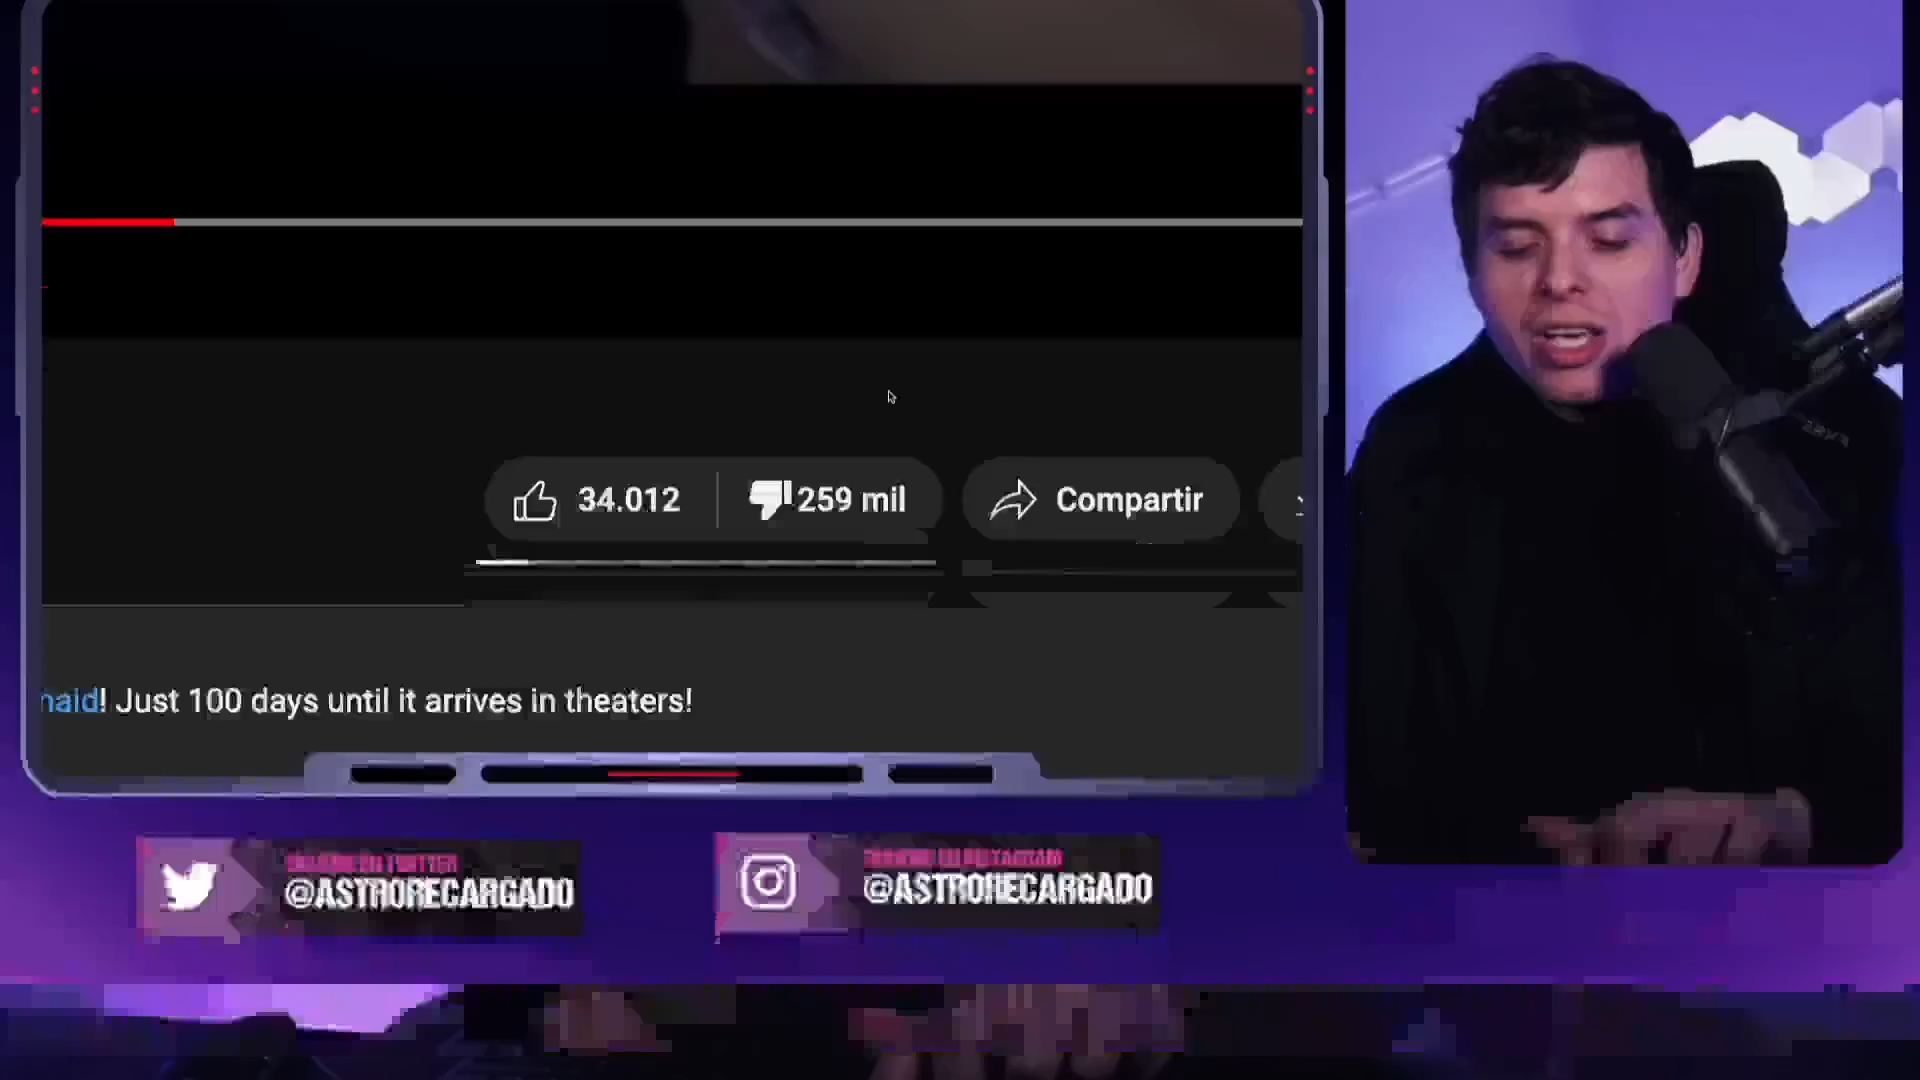 34.012
259 mil
Compartir
naid! Just 100 days until it arrives in theaters!
@ASTRORECARGADO
@ASTRORECARGADO